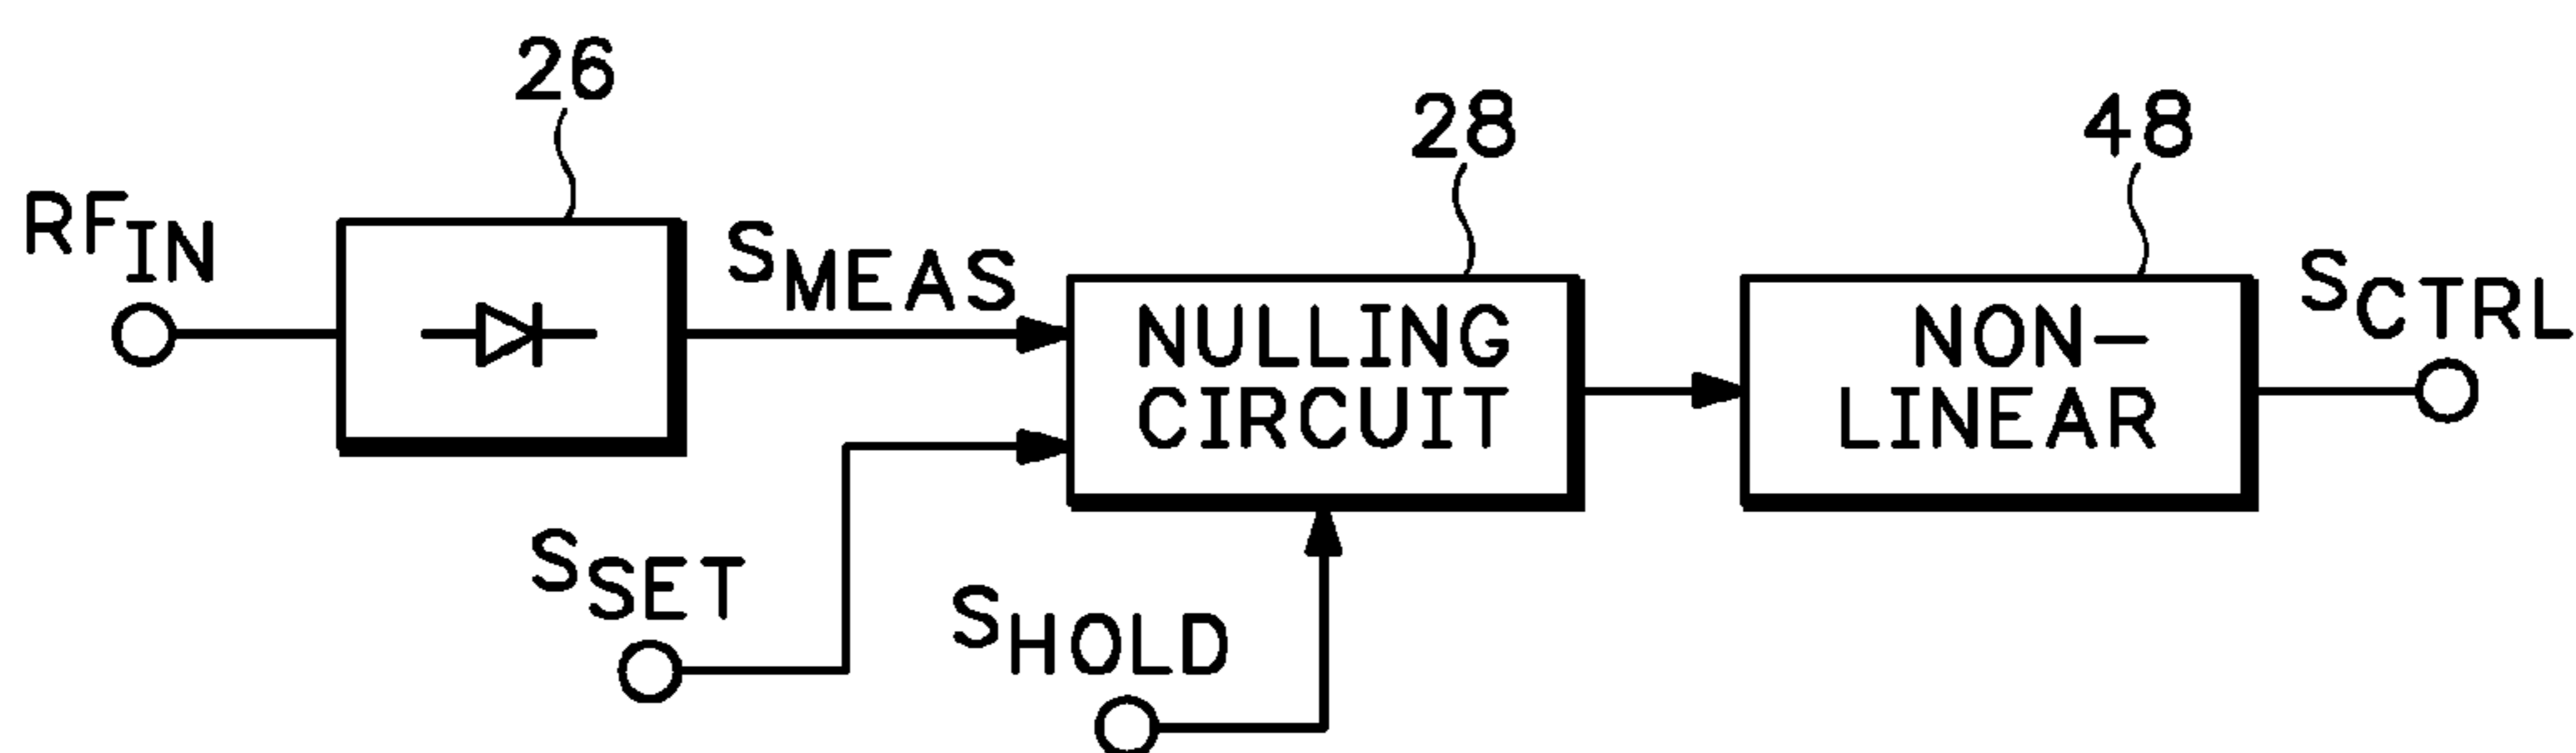 26
28
48
RFIN
SMEAS
NULLING
CIRCUIT
NON-
LINEAR
SCTRL
SSET
SHOLD